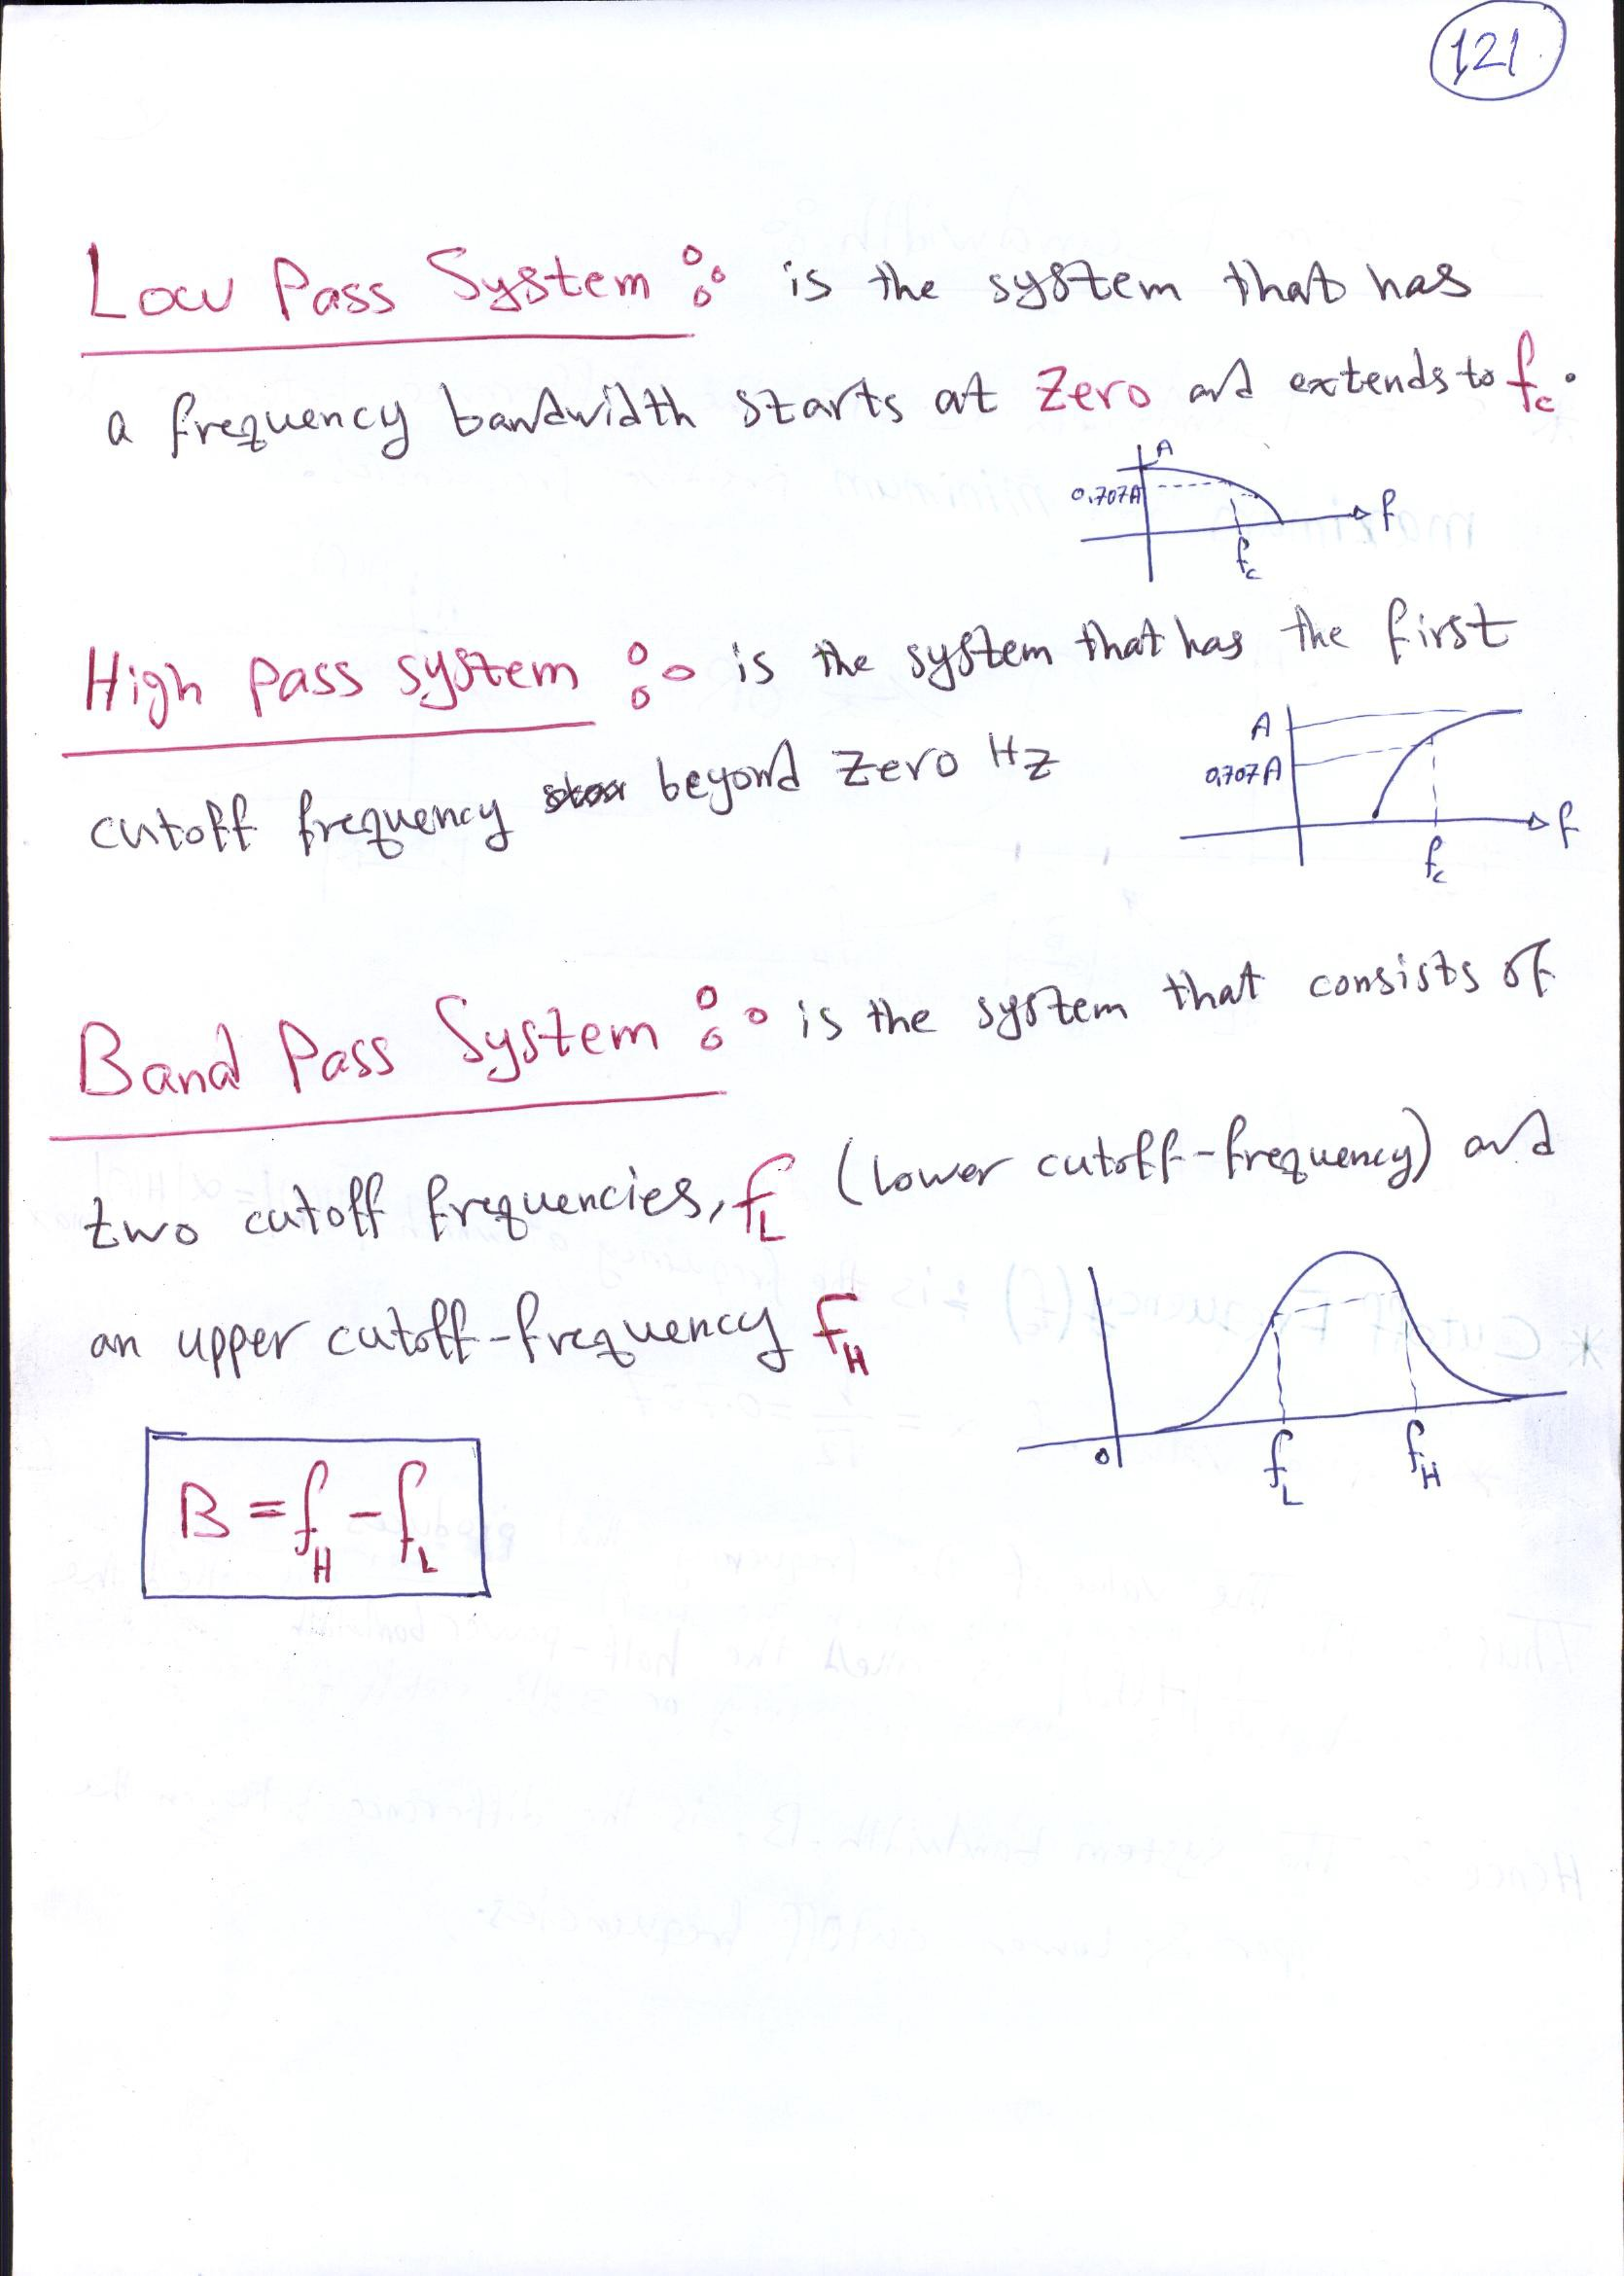 121.
Low Pass System : is the system that has
a frequency bandwidth starts at Zero and extends to fc.
A
0.707A
f
fc
High pass system : is the system that has the first
cutoff frequency beyond Zero Hz
A
0.707A
f
fc
Band Pass System : is the system that consists of
two cutoff frequencies, fL (lower cutoff-frequency) and
an upper cutoff-frequency fH
0
fL
fH
B = fH - fL